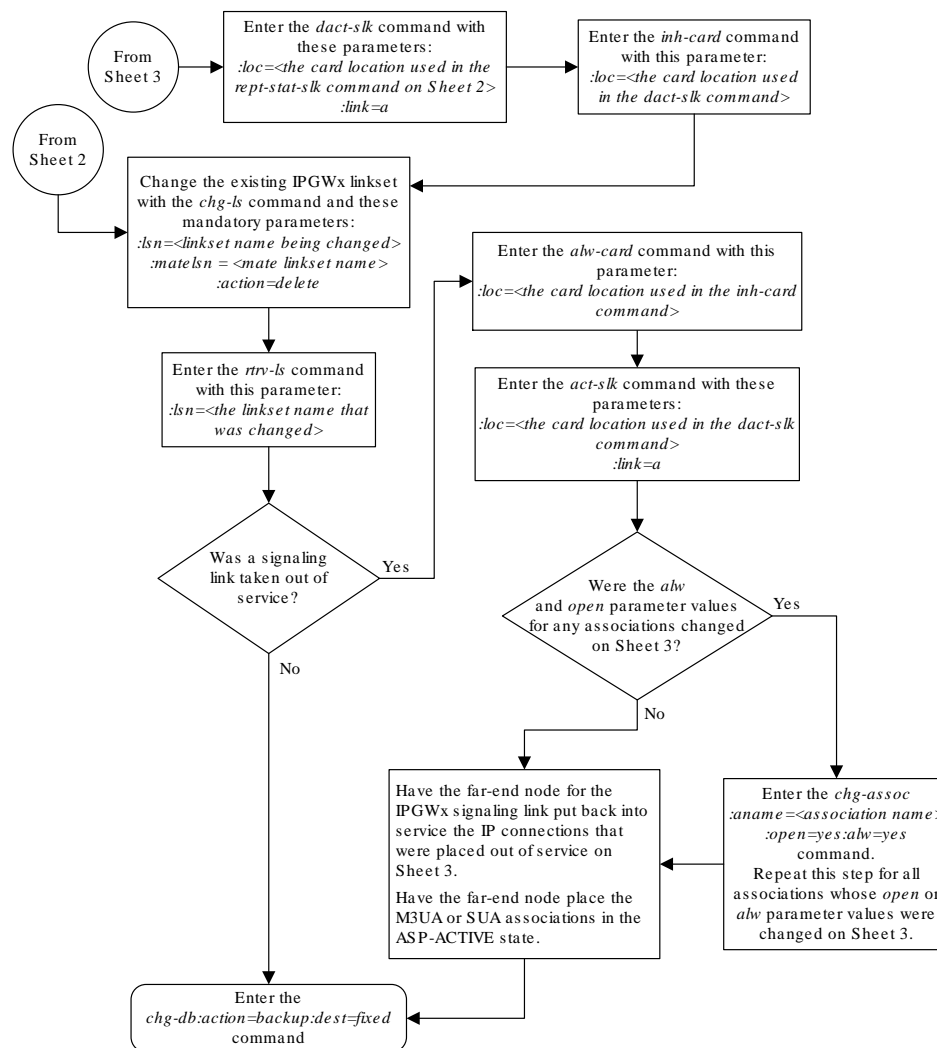 From
Sheet 3
Enter the dact-slk command with
these parameters:
:loc=<the card location used in the
rept-stat-slk command on Sheet 2>
:link=a
Enter the inh-card command
with this parameter:
:loc=<the card location used
in the dact-slk command>
From
Sheet 2
Change the existing IPGWx linkset
with the chg-ls command and these
mandatory parameters:
:lsn=<linkset name being changed>
:matelsn = <mate linkset name>
:action=delete
Enter the alw-card command with this
parameter:
:loc=<the card location used in the inh-card
command>
Enter the rtrv-ls command
with this parameter:
:lsn=<the linkset name that
was changed>
Enter the act-slk command with these
parameters:
:loc=<the card location used in the dact-slk
command>
:link=a
Was a signaling
link taken out of
service?
Yes
No
Were the alw
and open parameter values
for any associations changed
on Sheet 3?
Yes
No
Have the far-end node for the
IPGWx signaling link put back into
service the IP connections that
were placed out of service on
Sheet 3.
Have the far-end node place the
M3UA or SUA associations in the
ASP-ACTIVE state.
Enter the chg-assoc
:aname=<association name>
:open=yes:alw=yes
command.
Repeat this step for all
associations whose open or
alw parameter values were
changed on Sheet 3.
Enter the
chg-db:action=backup:dest=fixed
command